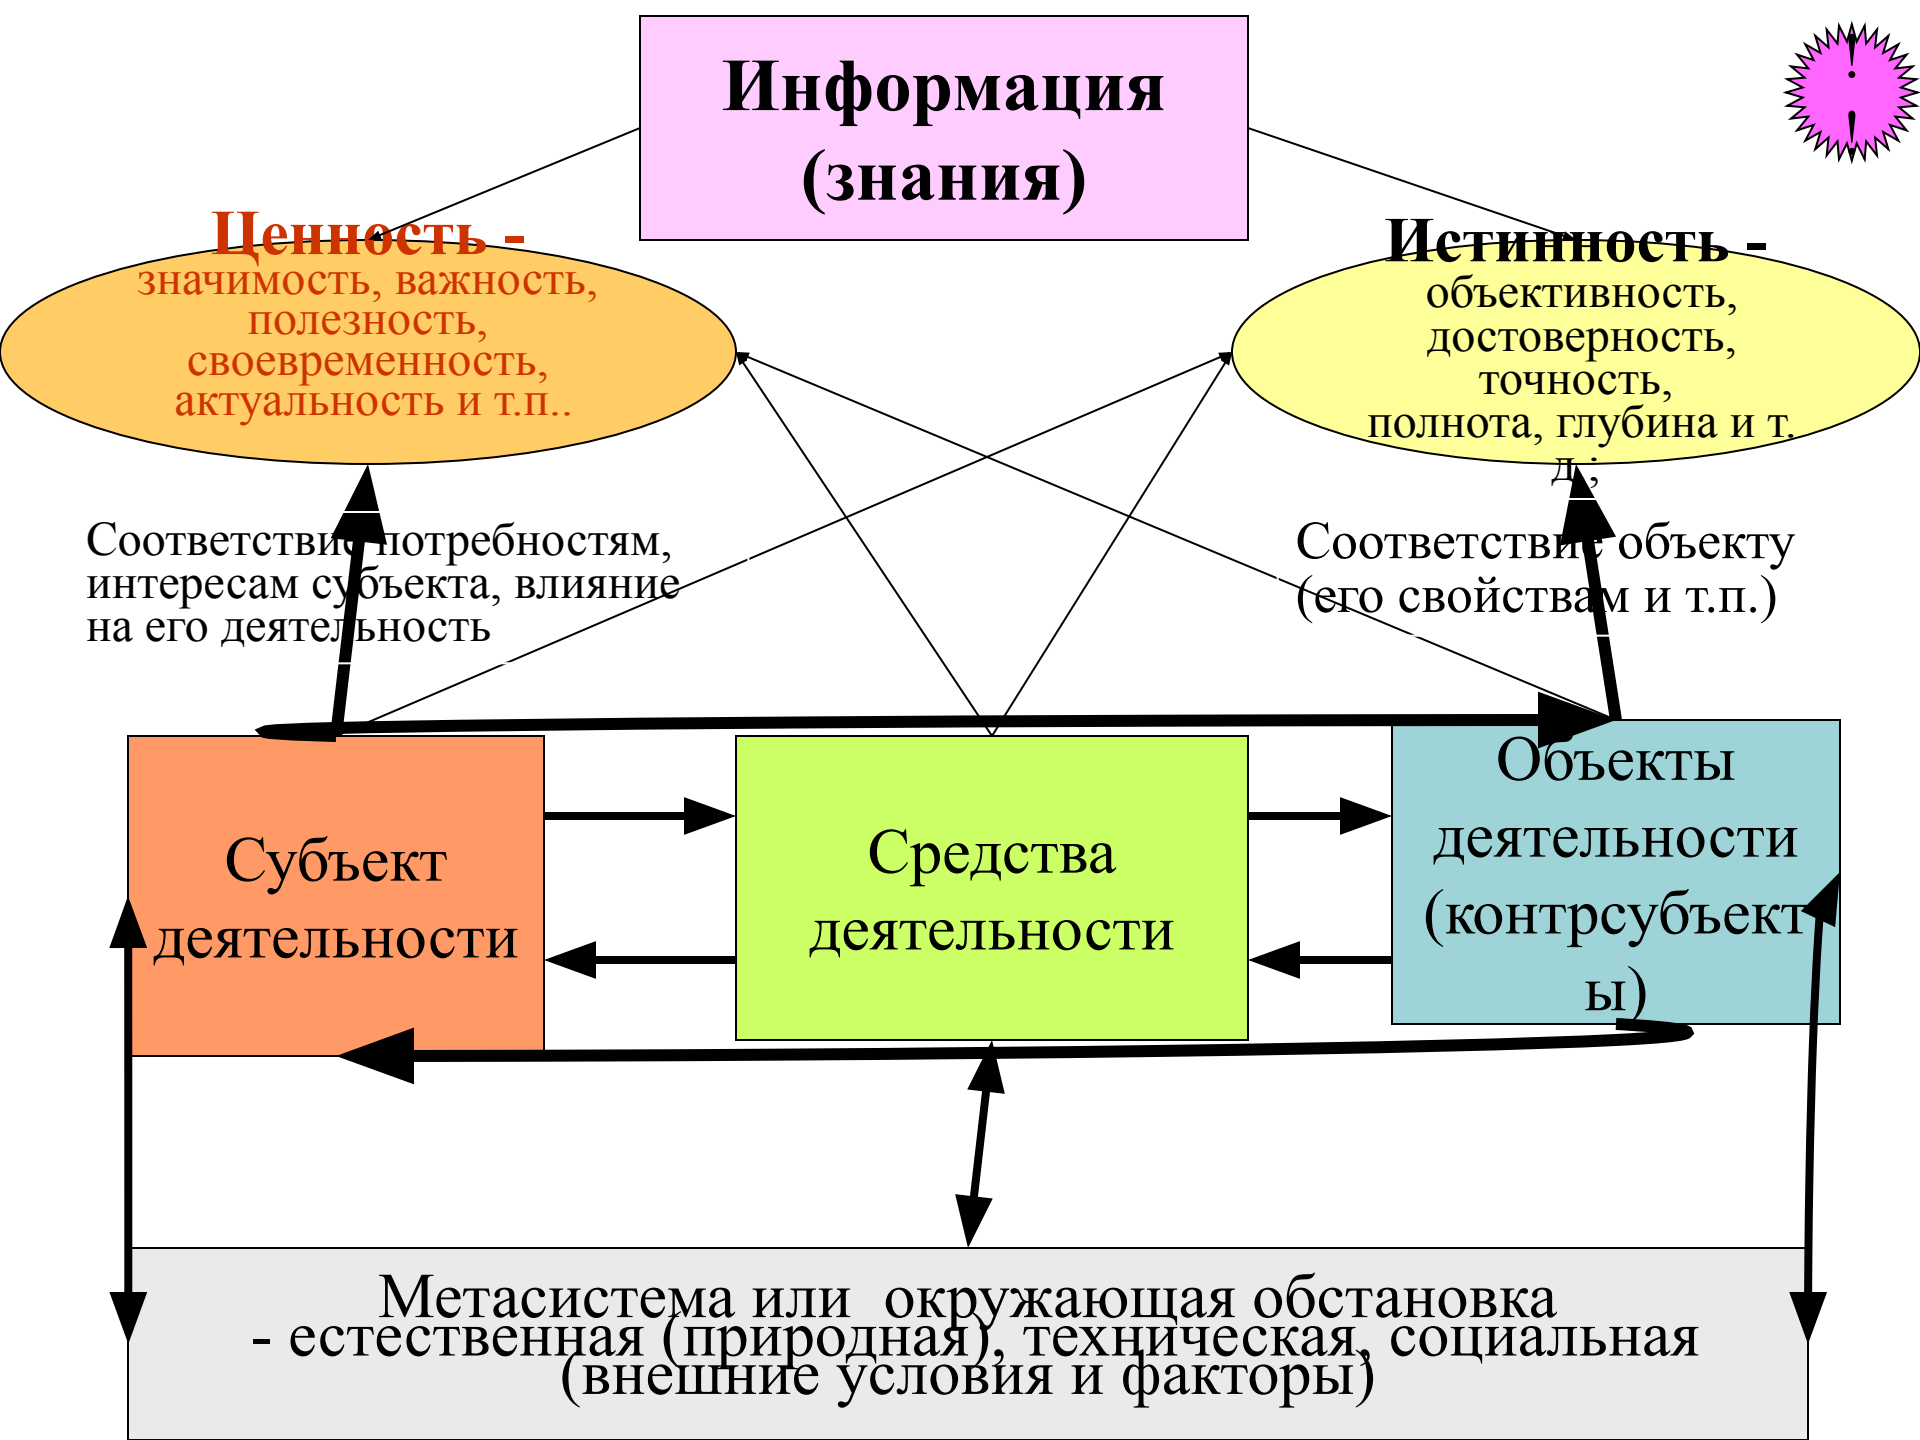 Информация
(знания)
! !
Ценность -
значимость, важность,
полезность,
своевременность,
актуальность и т.п..
Истинность -
объективность,
достоверность,
точность,
полнота, глубина и т.
д.;
Соответствие потребностям,
интересам субъекта, влияние
на его деятельность
Соответствие объекту
(его свойствам и т.п.)
Субъект
деятельности
Средства
деятельности
Объекты
деятельности
(контрсубъект
ы)
Метасистема или окружающая обстановка
- естественная (природная), техническая, социальная
(внешние условия и факторы)